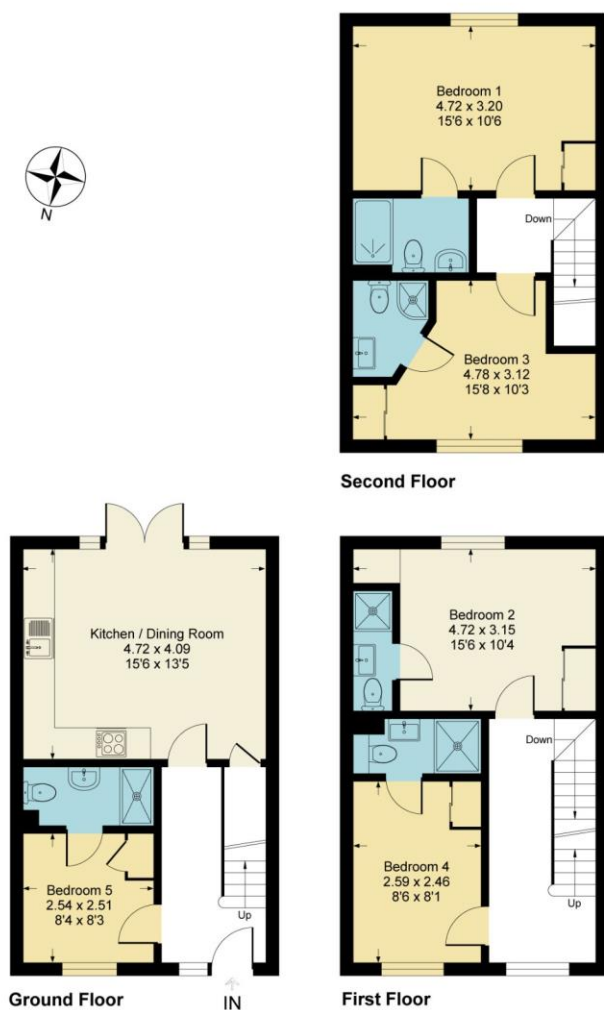 Bedroom 1
4.72 x 3.20
15'6 x 10'6
N
Down
Bedroom 3
4.78 x 3.12
15'8 x 10'3
Second Floor
Kitchen / Dining Room
4.72 x 4.09
15'6 x 13'5
Bedroom 5
2.54 x 2.51
8'4 x 8'3
Up
Ground Floor
IN
Bedroom 2
4.72 x 3.15
15'6 x 10'4
Down
Bedroom 4
2.59 x 2.46
8'6 x 8'1
Up
First Floor